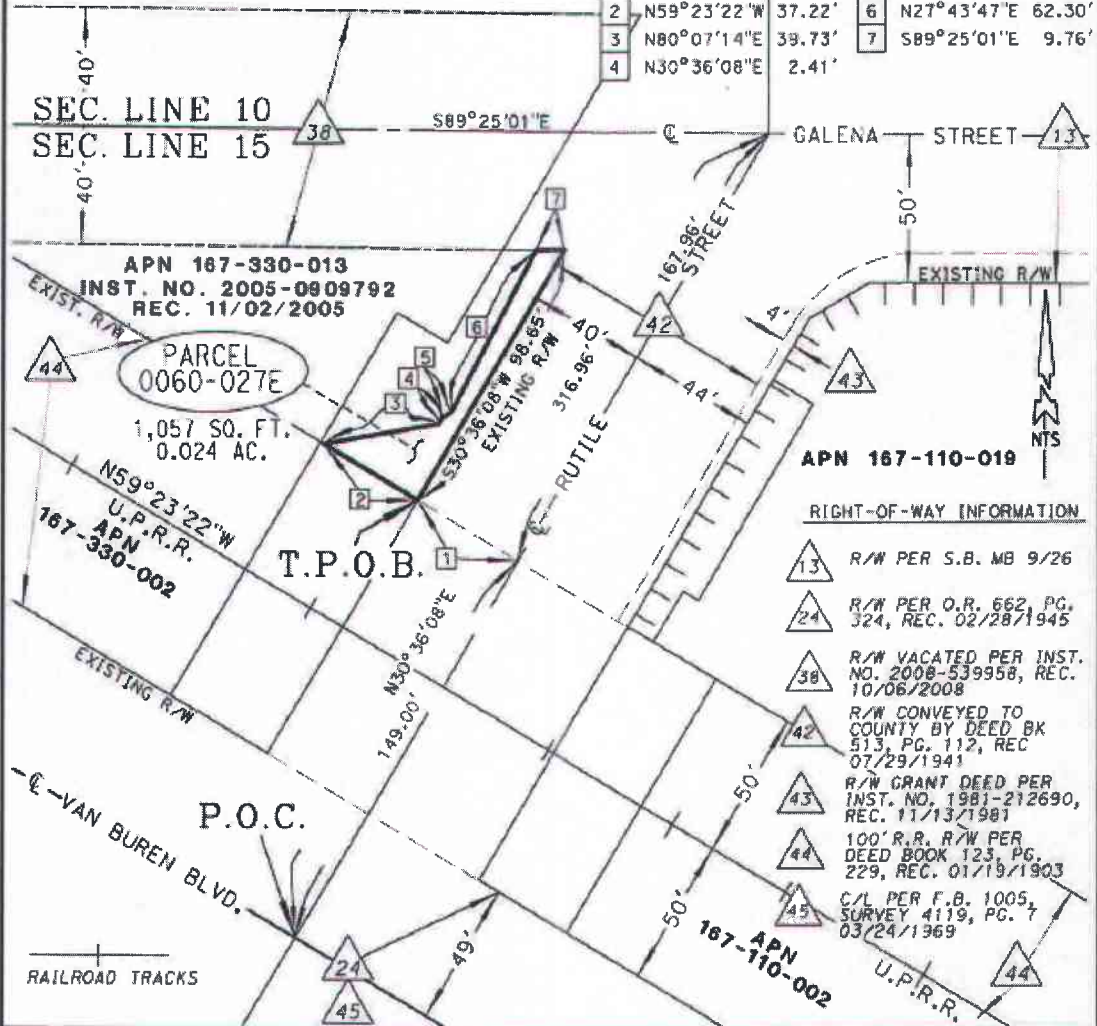 2 N59°23'22"W 37.22' 6 N27°43'47"E 62.30'
3 N80°07'14"E 39.73' 7 S89°25'01"E 9.76'
4 N30°36'08"E 2.41'
40'
SEC. LINE 10
SEC. LINE 15
38
S89°25'01"E
℄ GALENA STREET
13
40'
50'
7
167.96'
STREET
EXISTING R/W
APN 167-330-013
INST. NO. 2005-0909792
REC. 11/02/2005
EXIST. R/W
44
PARCEL
0060-027E
1,057 SQ. FT.
0.024 AC.
6
5
4
3
2
1
S30°36'08"W 98.65'
EXISTING R/W
40'
316.96'
42
4'
44'
43
℄ RUTILE
N
NTS
APN 167-110-019
N59°23'22"W
U.P.R.R.
APN
167-330-002
T.P.O.B.
N30°36'08"E
149.00'
EXISTING R/W
℄ VAN BUREN BLVD.
P.O.C.
24
45
49'
50'
50'
APN
167-110-002
U.P.R.R.
44
RAILROAD TRACKS
RIGHT-OF-WAY INFORMATION
13 R/W PER S.B. MB 9/26
24 R/W PER O.R. 662, PG.
324, REC. 02/28/1945
38 R/W VACATED PER INST.
NO. 2008-539958, REC.
10/06/2008
42 R/W CONVEYED TO
COUNTY BY DEED BK
513, PG. 112, REC
07/29/1941
43 R/W GRANT DEED PER
INST. NO. 1981-212690,
REC. 11/13/1981
44 100' R.R. R/W PER
DEED BOOK 123, PG.
229, REC. 01/19/1903
45 C/L PER F.B. 1005,
SURVEY 4119, PG. 7
03/24/1969